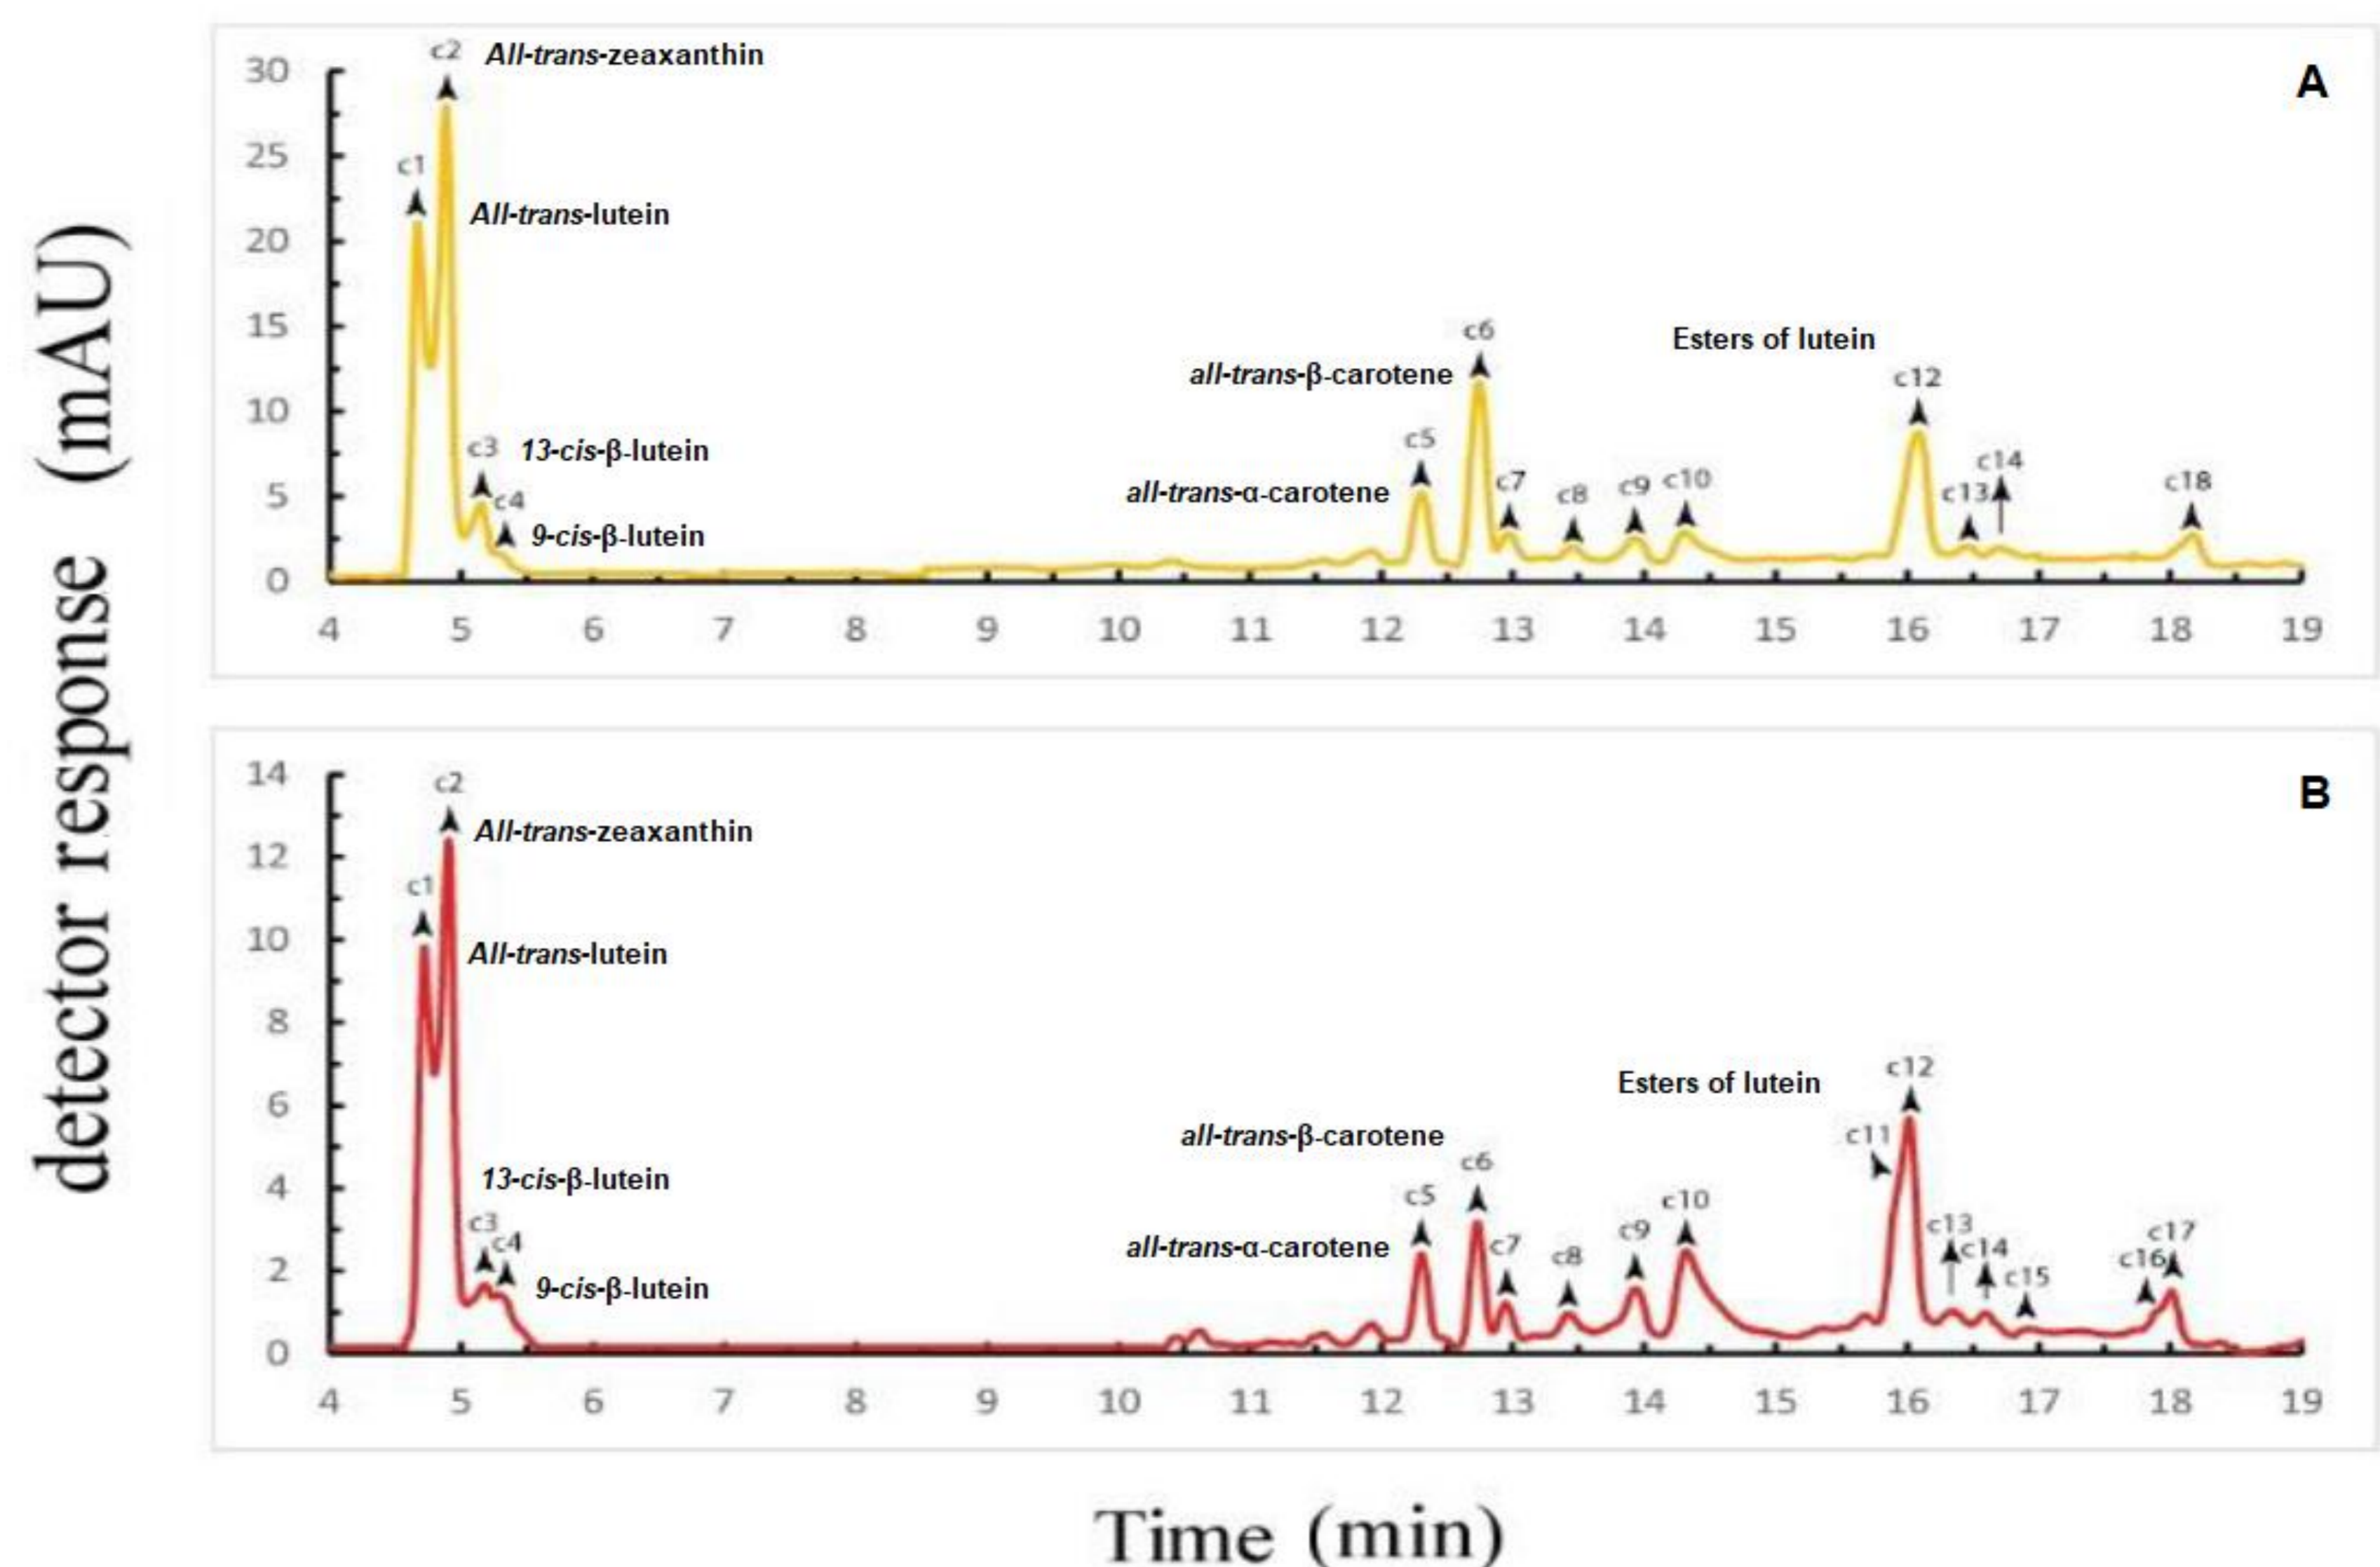 detector response (mAU)
A
c2 All-trans-zeaxanthin
30
c1
25
All-trans-lutein
20
15
c6
Esters of lutein
all-trans-β-carotene
c12
10
c3 13-cis-β-lutein
c5
c14
c4
all-trans-α-carotene
c7
c8
c9
c10
c13
c18
5
9-cis-β-lutein
0
4 5 6 7 8 9 10 11 12 13 14 15 16 17 18 19
B
14
c2
All-trans-zeaxanthin
12
c1
10
All-trans-lutein
8
c12
6
Esters of lutein
all-trans-β-carotene
c11
c6
4
13-cis-β-lutein
c5
c10
c3
c4
all-trans-α-carotene
c7
c8
c9
c13
c14
c15
c16
c17
2
9-cis-β-lutein
0
4 5 6 7 8 9 10 11 12 13 14 15 16 17 18 19
Time (min)